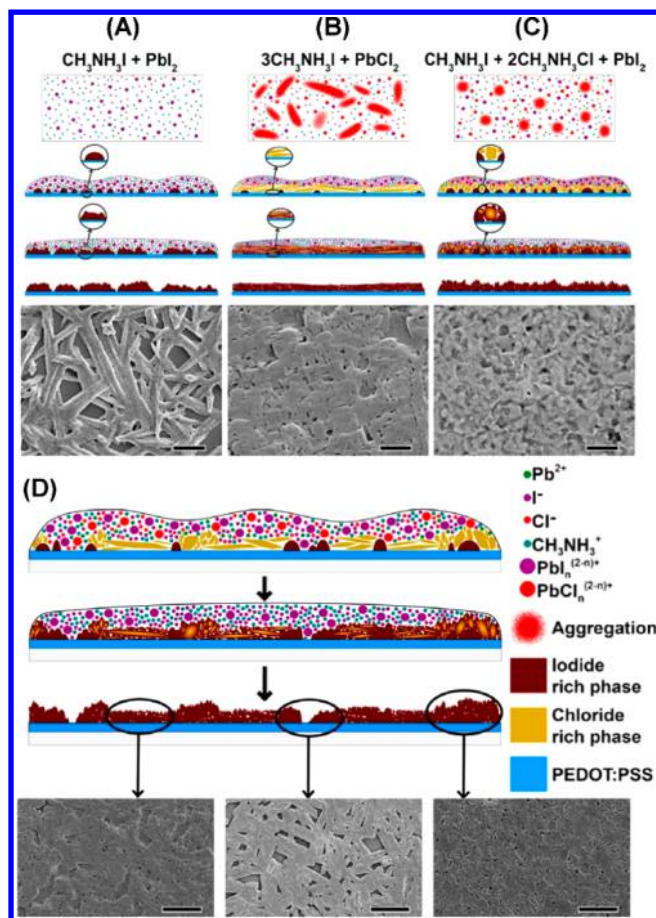 (A)
(B)
(C)
CH₃NH₃I + PbI₂
3CH₃NH₃I + PbCl₂
CH₃NH₃I + 2CH₃NH₃Cl + PbI₂
(D)
Pb²⁺
I⁻
Cl⁻
CH₃NH₃⁺
PbIₙ⁽²⁻ⁿ⁾⁺
PbClₙ⁽²⁻ⁿ⁾⁺
Aggregation
Iodide
rich phase
Chloride
rich phase
PEDOT:PSS